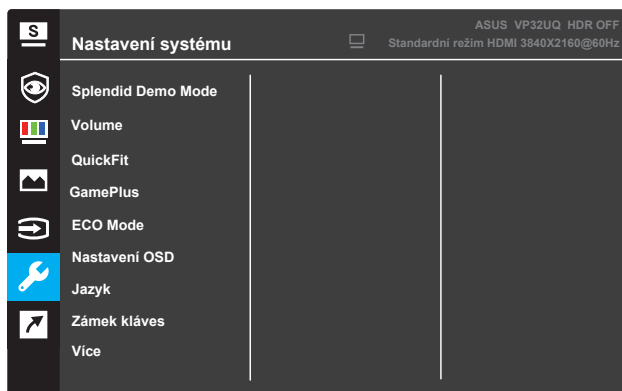 S
ASUS VP32UQ HDR OFF
Nastavení systému
Standardní režim HDMI 3840X2160@60Hz
Splendid Demo Mode
Volume
QuickFit
GamePlus
ECO Mode
Nastavení OSD
Jazyk
Zámek kláves
Více